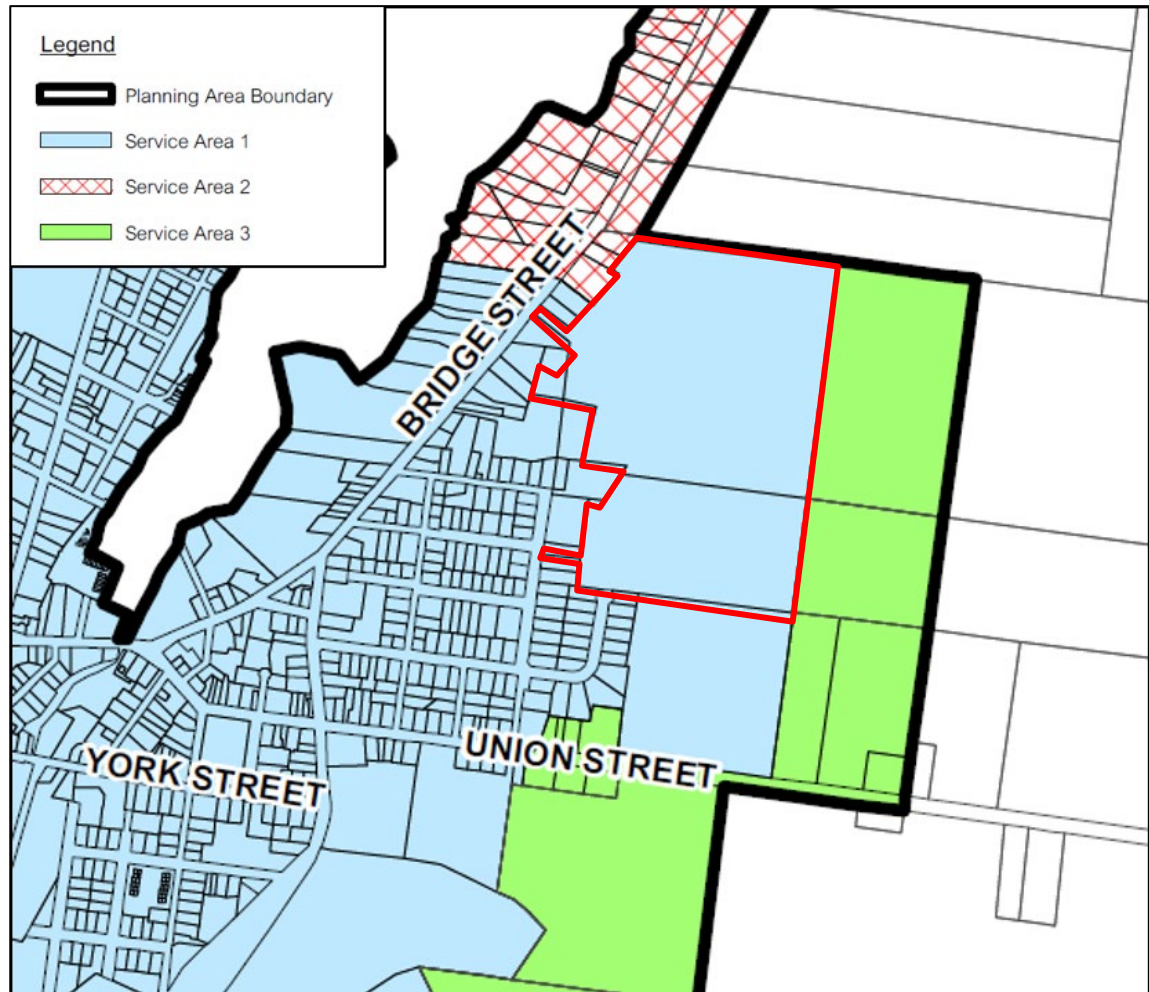 Legend
Planning Area Boundary
Service Area 1
Service Area 2
Service Area 3
BRIDGE STREET
UNION STREET
YORK STREET